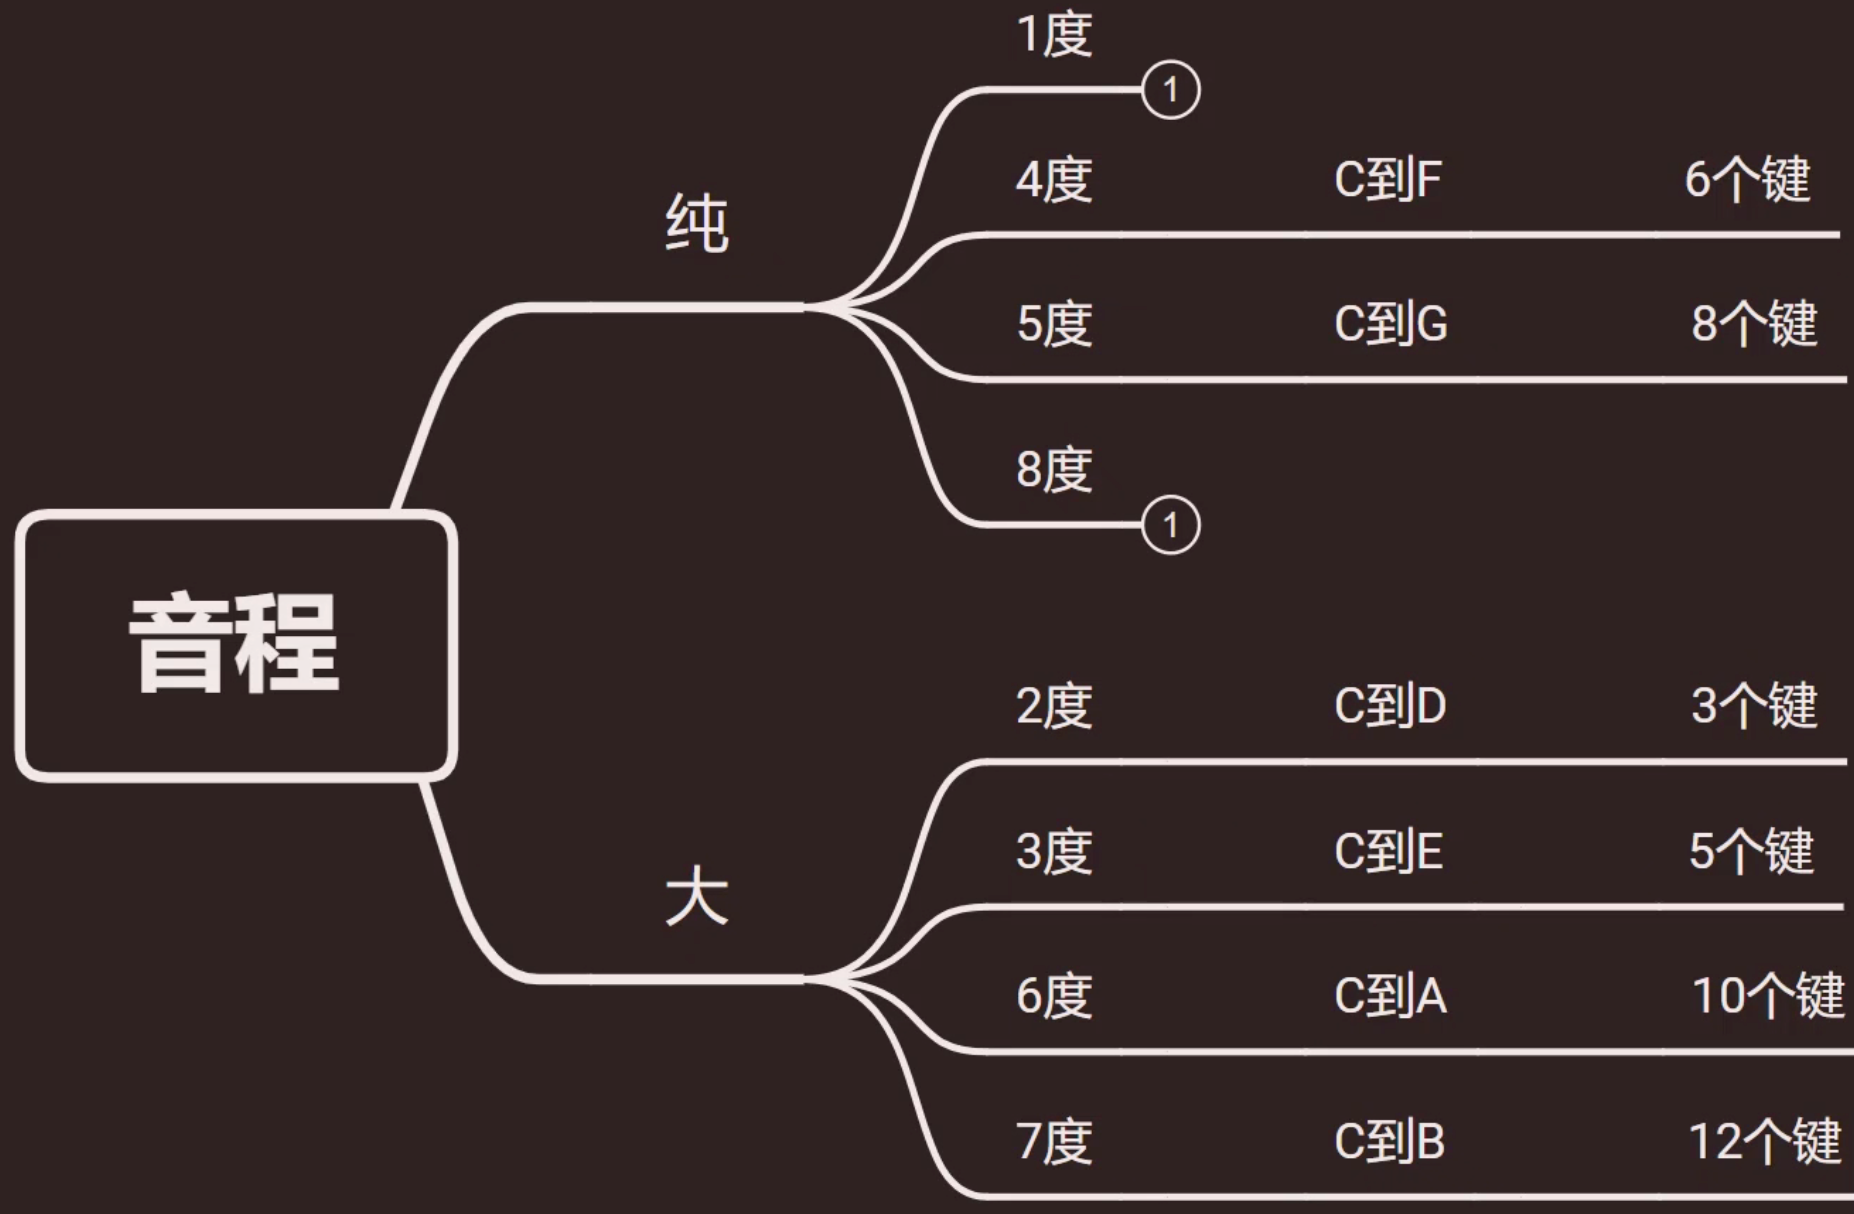 音程
纯
1度 1
4度 C到F 6个键
5度 C到G 8个键
8度 1
大
2度 C到D 3个键
3度 C到E 5个键
6度 C到A 10个键
7度 C到B 12个键